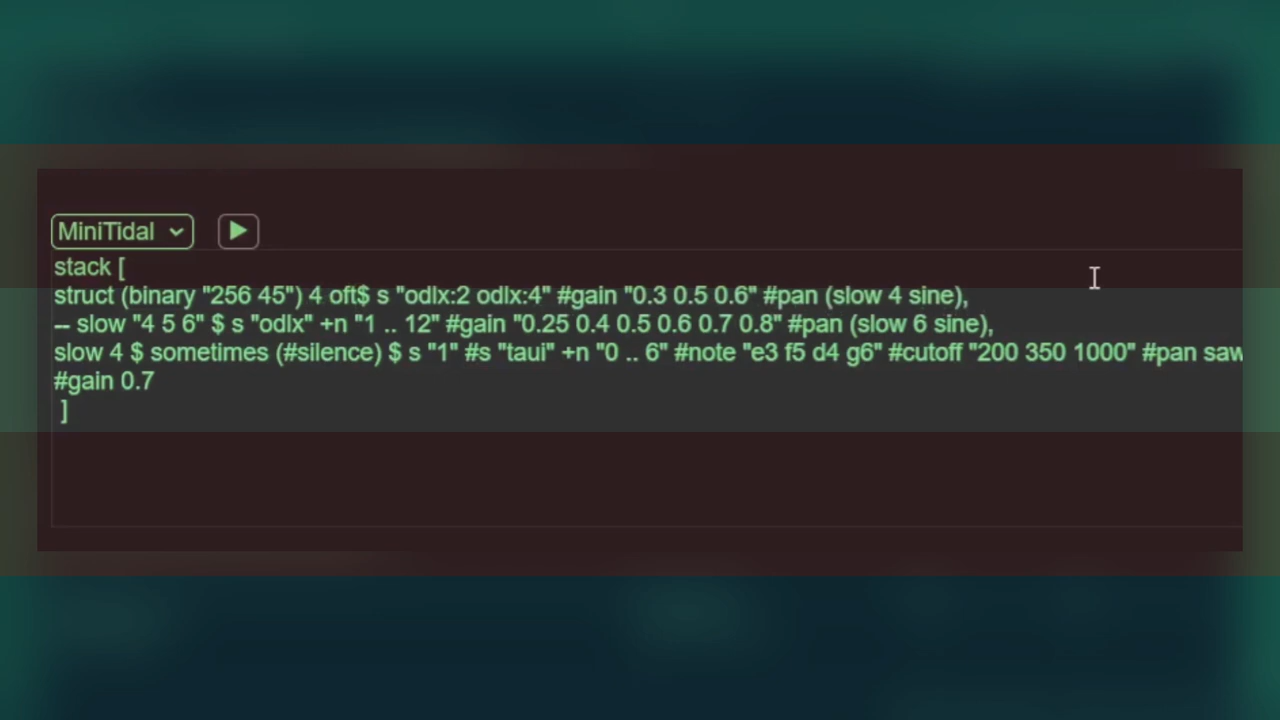 MiniTidal
stack [
struct (binary "256 45") 4 oft$ s "odlx:2 odlx:4" #gain "0.3 0.5 0.6" #pan (slow 4 sine),
-- slow "4 5 6" $ s "odlx" +n "1 .. 12" #gain "0.25 0.4 0.5 0.6 0.7 0.8" #pan (slow 6 sine),
slow 4 $ sometimes (#silence) $ s "1" #s "taui" +n "0 .. 6" #note "e3 f5 d4 g6" #cutoff "200 350 1000" #pan saw
#gain 0.7
]